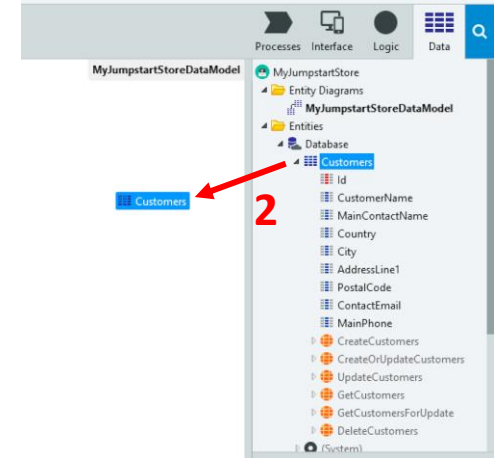 Processes Interface Logic Data
MyJumpstartStoreDataModel
MyJumpstartStore
Entity Diagrams
MyJumpstartStoreDataModel
Entities
Database
Customers
Customers
2
Id
CustomerName
MainContactName
Country
City
AddressLine1
PostalCode
ContactEmail
MainPhone
CreateCustomers
CreateOrUpdateCustomers
UpdateCustomers
GetCustomers
GetCustomersForUpdate
DeleteCustomers
(System)